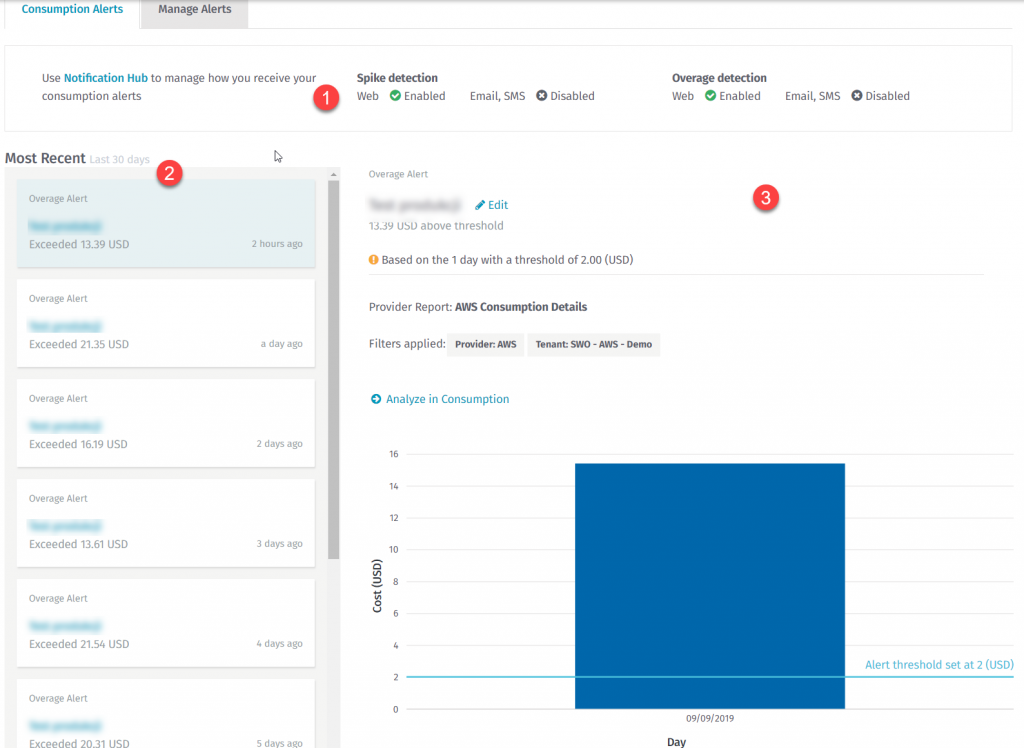 Consumption Alerts
Manage Alerts
Use Notification Hub to manage how you receive your
consumption alerts
1
Spike detection
Web Enabled Email, SMS Disabled
Overage detection
Web Enabled Email, SMS Disabled
Most Recent Last 30 days
2
Overage Alert
Exceeded 13.39 USD 2 hours ago
Overage Alert
Exceeded 21.35 USD a day ago
Overage Alert
Exceeded 16.19 USD 2 days ago
Overage Alert
Exceeded 13.61 USD 3 days ago
Overage Alert
Exceeded 21.54 USD 4 days ago
Overage Alert
Exceeded 20.31 USD 5 days ago
Overage Alert
3
Edit
13.39 USD above threshold
Based on the 1 day with a threshold of 2.00 (USD)
Provider Report: AWS Consumption Details
Filters applied: Provider: AWS Tenant: SWO - AWS - Demo
Analyze in Consumption
16
14
12
10
8
6
4
2
0
Cost (USD)
Alert threshold set at 2 (USD)
09/09/2019
Day